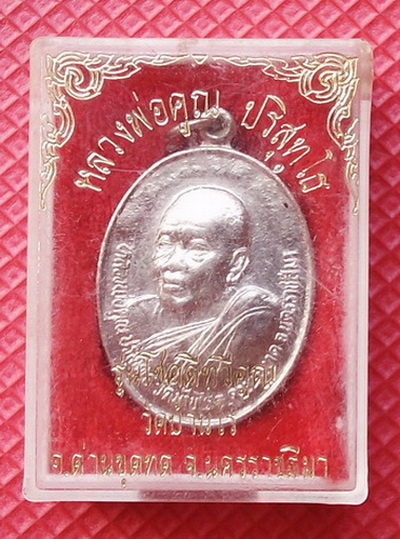 หลวงพ่อคูณ ปริสุทฺโธ
รุ่นโชคดีทวีคูณ
วัดบ้านไร่
อ.ด่านขุนทด จ.นครราชสีมา